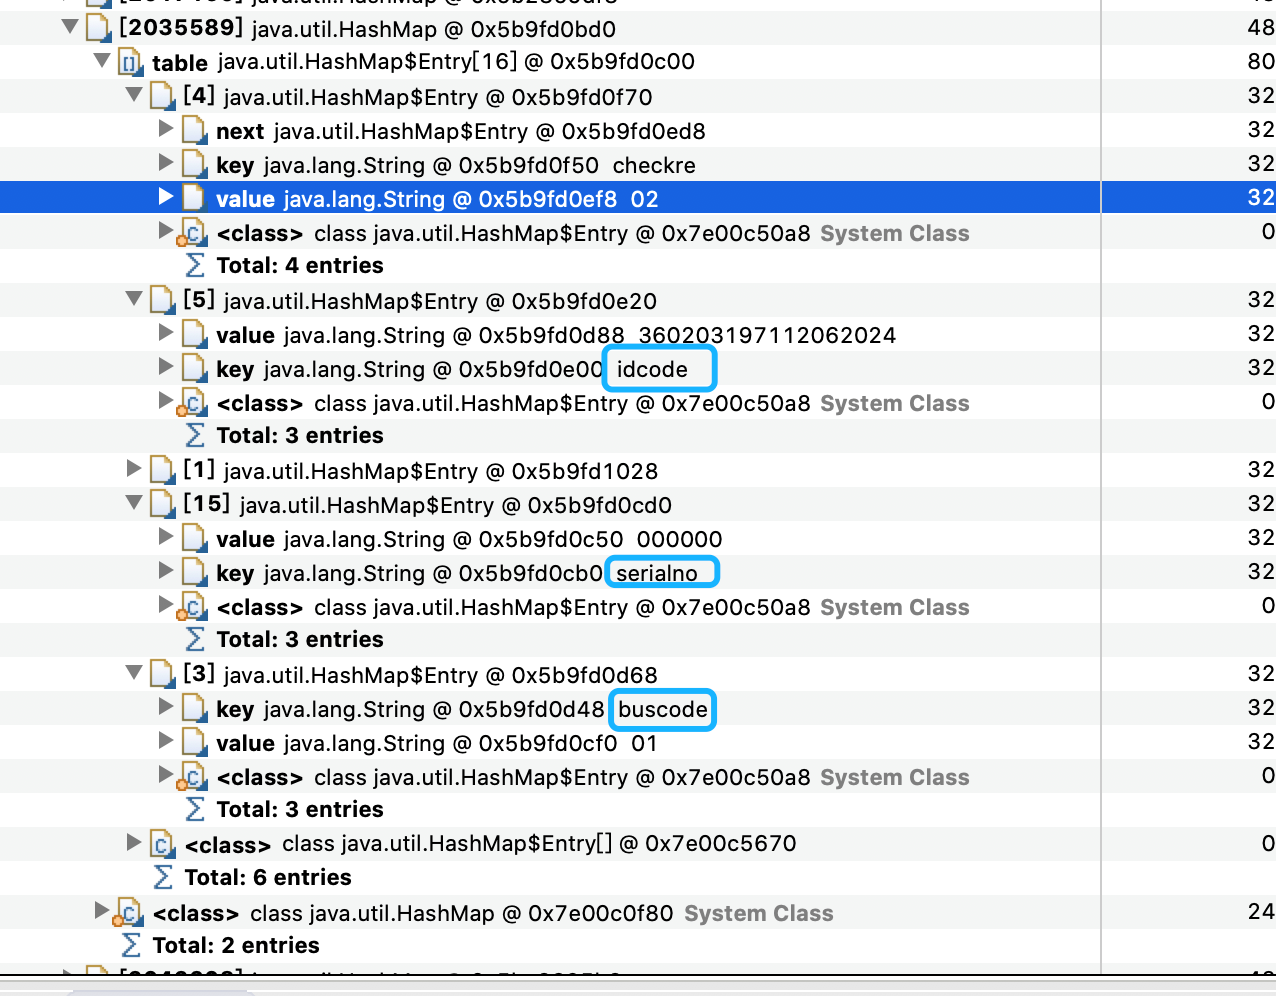 [2035589] java.util.HashMap @ 0x5b9fd0bd0 48
table java.util.HashMap$Entry[16] @ 0x5b9fd0c00 80
[4] java.util.HashMap$Entry @ 0x5b9fd0f70 32
next java.util.HashMap$Entry @ 0x5b9fd0ed8 32
key java.lang.String @ 0x5b9fd0f50 checkre 32
value java.lang.String @ 0x5b9fd0ef8 02 32
<class> class java.util.HashMap$Entry @ 0x7e00c50a8 System Class 0
Total: 4 entries
[5] java.util.HashMap$Entry @ 0x5b9fd0e20 32
value java.lang.String @ 0x5b9fd0d88 360203197112062024 32
key java.lang.String @ 0x5b9fd0e00 idcode 32
<class> class java.util.HashMap$Entry @ 0x7e00c50a8 System Class 0
Total: 3 entries
[1] java.util.HashMap$Entry @ 0x5b9fd1028 32
[15] java.util.HashMap$Entry @ 0x5b9fd0cd0 32
value java.lang.String @ 0x5b9fd0c50 000000 32
key java.lang.String @ 0x5b9fd0cb0 serialno 32
<class> class java.util.HashMap$Entry @ 0x7e00c50a8 System Class 0
Total: 3 entries
[3] java.util.HashMap$Entry @ 0x5b9fd0d68 32
key java.lang.String @ 0x5b9fd0d48 buscode 32
value java.lang.String @ 0x5b9fd0cf0 01 32
<class> class java.util.HashMap$Entry @ 0x7e00c50a8 System Class 0
Total: 3 entries
<class> class java.util.HashMap$Entry[] @ 0x7e00c5670 0
Total: 6 entries
<class> class java.util.HashMap @ 0x7e00c0f80 System Class 24
Total: 2 entries